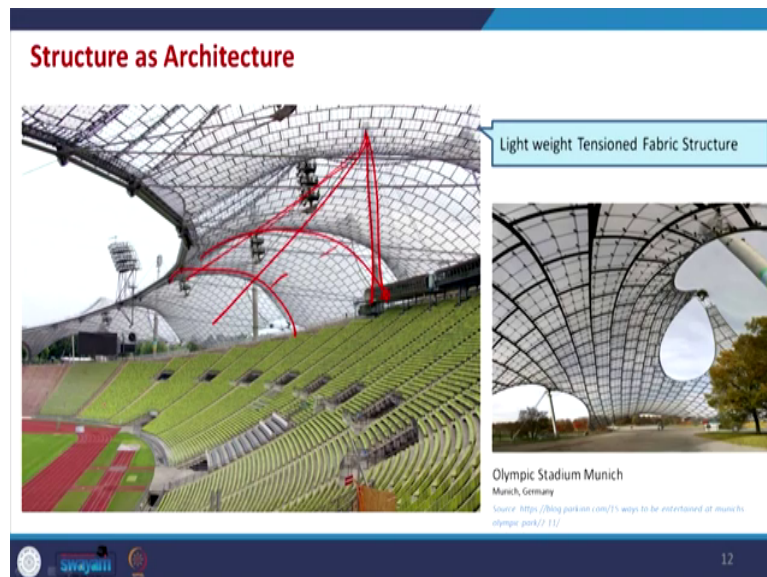 Structure as Architecture
Light weight Tensioned Fabric Structure
Olympic Stadium Munich
Munich, Germany
Source: https://blog.parkinn.com/15-ways-to-be-entertained-at-munichs-
olympic-park/2-11/
swayam
12